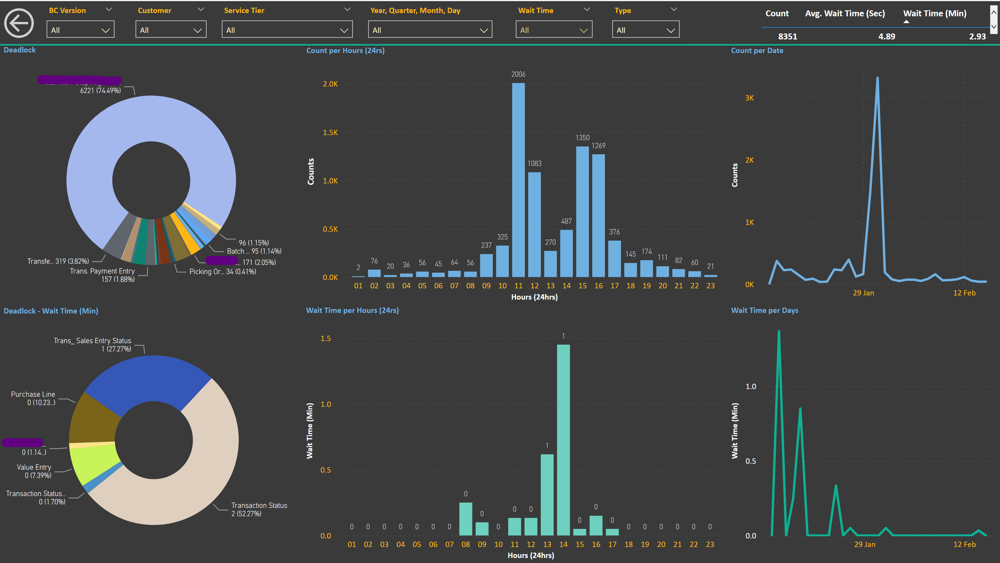 BC Version
Customer
Service Tier
Year, Quarter, Month, Day
Wait Time
Type
All
All
All
All
All
All
Count Avg. Wait Time (Sec) Wait Time (Min)
8351 4.89 2.93
Deadlock
6221 (74.49%)
96 (1.15%)
Batch ... 95 (1.14%)
... 171 (2.05%)
Picking Or... 34 (0.41%)
Transfe... 319 (3.82%)
Trans. Payment Entry
157 (1.88%)
Count per Hours (24rs)
Counts
2.0K
1.5K
1.0K
0.5K
0.0K
2 76 20 36 56 45 64 56 237 325 2006 1083 270 487 1350 1269 376 145 174 111 82 60 21
01 02 03 04 05 06 07 08 09 10 11 12 13 14 15 16 17 18 19 20 21 22 23
Hours (24hrs)
Count per Date
Counts
3K
2K
1K
0K
29 Jan 12 Feb
Deadlock - Wait Time (Min)
Trans_ Sales Entry Status
1 (27.27%)
Purchase Line
0 (10.23...)
...
0 (1.14...)
Value Entry
0 (7.39%)
Transaction Status...
0 (1.70%)
Transaction Status
2 (52.27%)
Wait Time per Hours (24rs)
Wait Time (Min)
1.5
1.0
0.5
0.0
0 0 0 0 0 0 0 0 0 0 0 0 1 1 0 0 0 0 0 0 0 0 0
01 02 03 04 05 06 07 08 09 10 11 12 13 14 15 16 17 18 19 20 21 22 23
Hours (24hrs)
Wait Time per Days
Wait Time (Min)
1.0
0.5
0.0
29 Jan 12 Feb